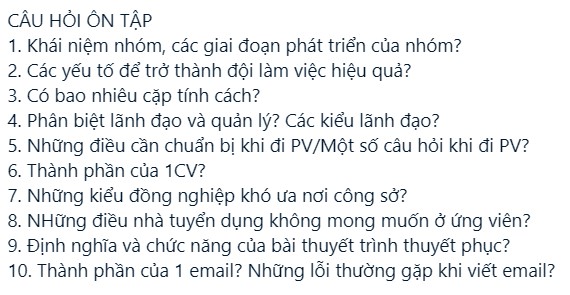 CÂU HỎI ÔN TẬP
1. Khái niệm nhóm, các giai đoạn phát triển của nhóm?
2. Các yếu tố để trở thành đội làm việc hiệu quả?
3. Có bao nhiêu cặp tính cách?
4. Phân biệt lãnh đạo và quản lý? Các kiểu lãnh đạo?
5. Những điều cần chuẩn bị khi đi PV/Một số câu hỏi khi đi PV?
6. Thành phần của 1CV?
7. Những kiểu đồng nghiệp khó ưa nơi công sở?
8. NHững điều nhà tuyển dụng không mong muốn ở ứng viên?
9. Định nghĩa và chức năng của bài thuyết trình thuyết phục?
10. Thành phần của 1 email? Những lỗi thường gặp khi viết email?